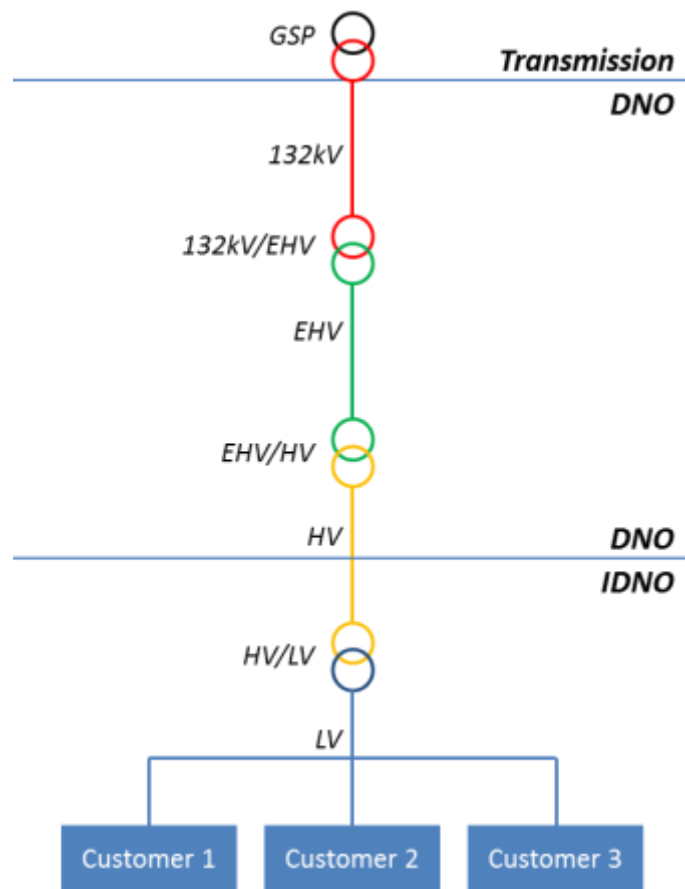 GSP
Transmission
DNO
132kV
132kV/EHV
EHV
EHV/HV
HV
DNO
IDNO
HV/LV
LV
Customer 1
Customer 2
Customer 3